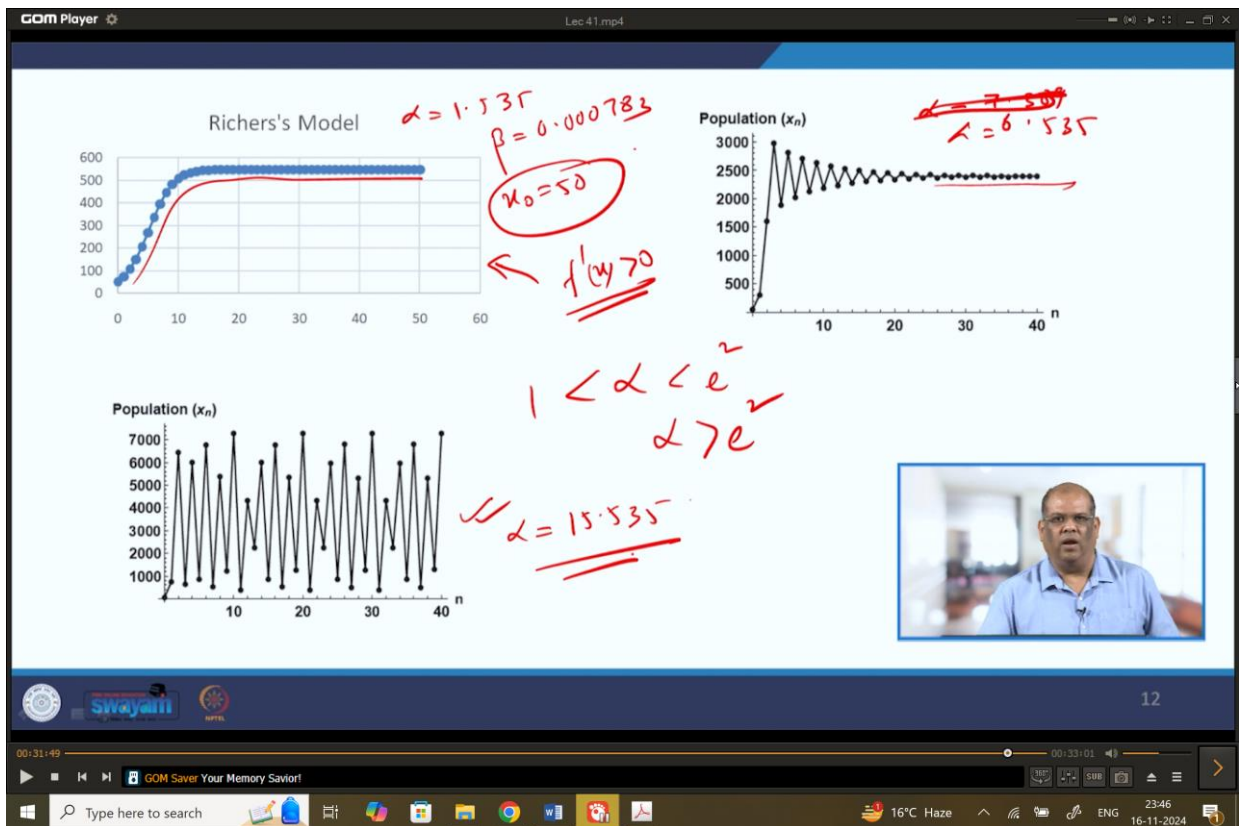 GOM Player
Lec 41.mp4
Richers's Model
α = 1.535
β = 0.000783
x₀ = 50
f'(x) > 0
600
500
400
300
200
100
0
0 10 20 30 40 50 60
Population (xₙ)
α = 6.535
3000
2500
2000
1500
1000
500
10 20 30 40 n
1 < α < e²
α > e²
Population (xₙ)
7000
6000
5000
4000
3000
2000
1000
10 20 30 40 n
α = 15.535
swayam
NPTEL
12
00:31:49
00:33:01
360°
SUB
GOM Saver Your Memory Savior!
Type here to search
16°C Haze
ENG
23:46
16-11-2024